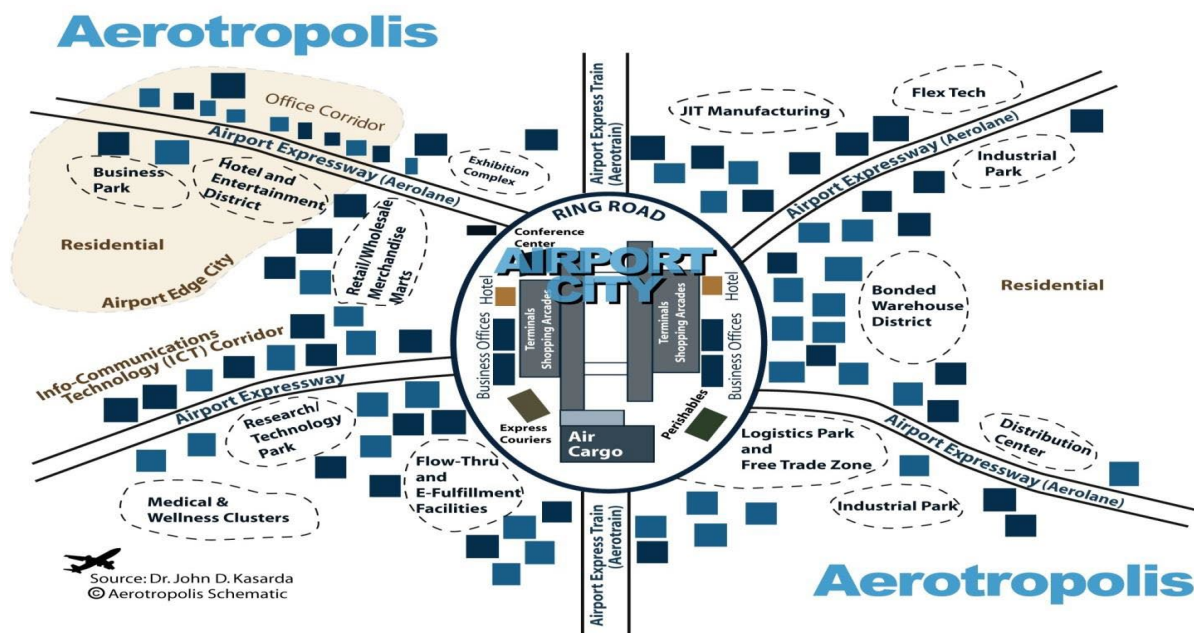 Aerotropolis
Office Corridor
Airport Expressway (Aerolane)
Business
Park
Hotel and
Entertainment
District
Exhibition
Complex
Residential
Airport Edge City
Retail/Wholesale
Merchandise
Marts
Airport Express Train
(Aerotrain)
JIT Manufacturing
Flex Tech
Airport Expressway (Aerolane)
Industrial
Park
RING ROAD
Conference
Center
AIRPORT
CITY
Hotel
Business Offices
Terminals
Shopping Arcades
Terminals
Shopping Arcades
Hotel
Business Offices
Express
Couriers
Air
Cargo
Perishables
Bonded
Warehouse
District
Residential
Info-Communications
Technology (ICT) Corridor
Airport Expressway
Research/
Technology
Park
Flow-Thru
and
E-Fulfillment
Facilities
Medical &
Wellness Clusters
Logistics Park
and
Free Trade Zone
Airport Expressway (Aerolane)
Distribution
Center
Industrial Park
Airport Express Train
(Aerotrain)
Source: Dr. John D. Kasarda
© Aerotropolis Schematic
Aerotropolis